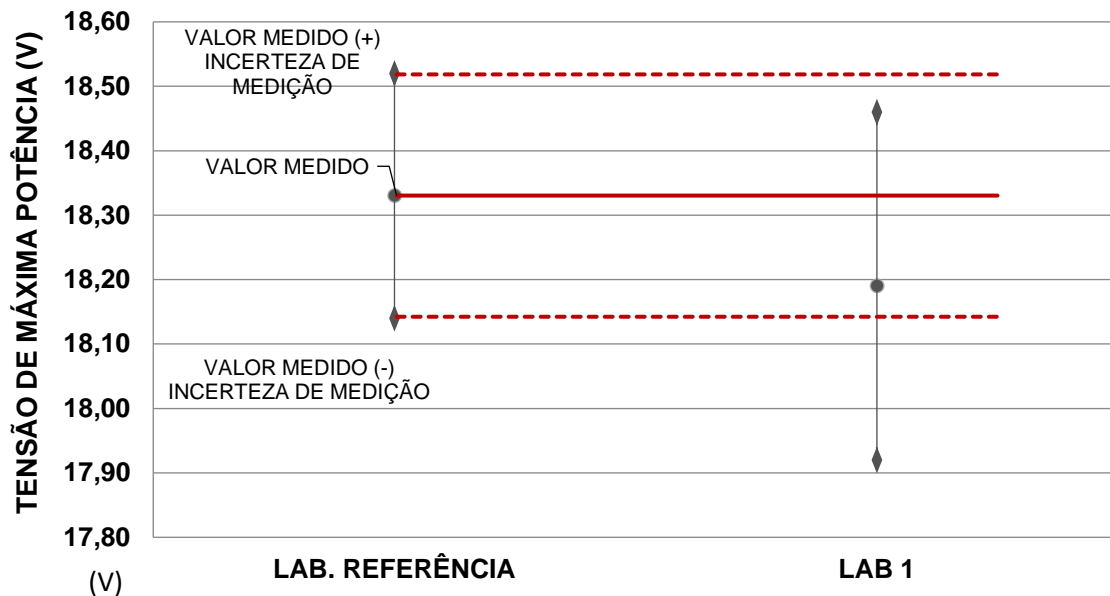 TENSÃO DE MÁXIMA POTÊNCIA (V)
18,60
18,50
18,40
18,30
18,20
18,10
18,00
17,90
17,80
VALOR MEDIDO (+)
INCERTEZA DE
MEDIÇÃO
VALOR MEDIDO
VALOR MEDIDO (-)
INCERTEZA DE MEDIÇÃO
LAB. REFERÊNCIA
LAB 1
(V)